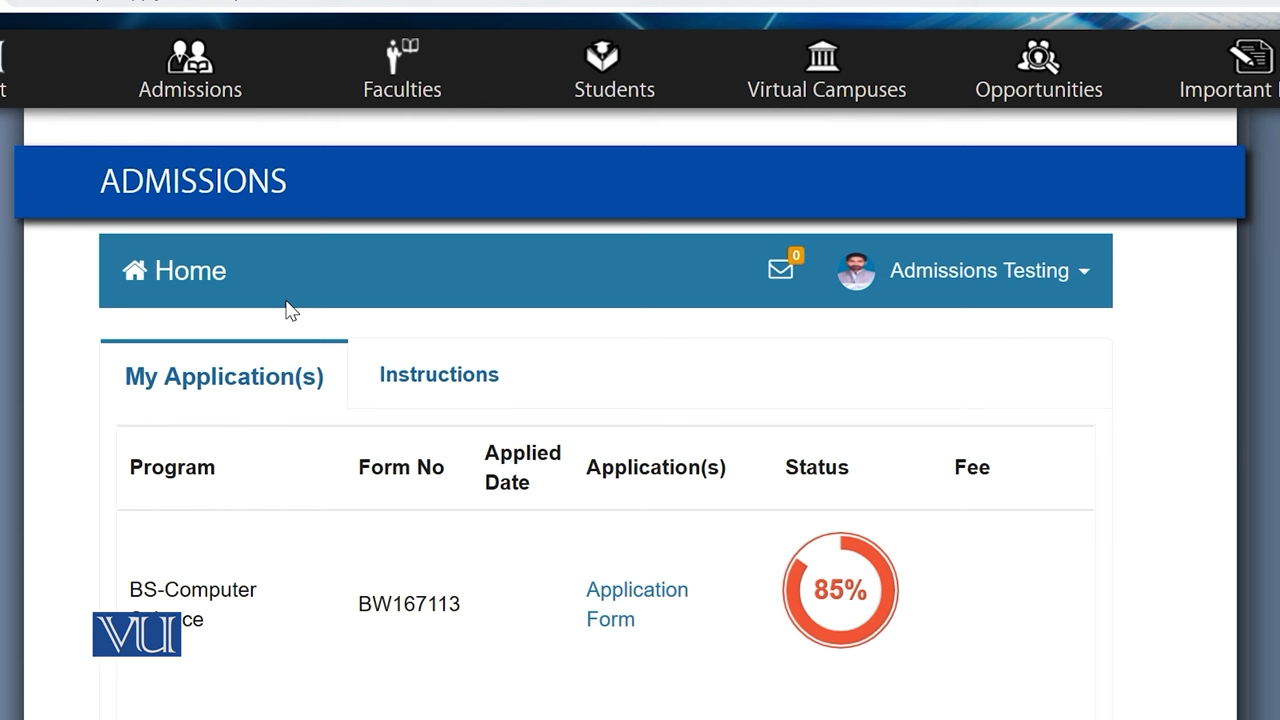 Admissions
Faculties
Students
Virtual Campuses
Opportunities
Important
ADMISSIONS
Home
0
Admissions Testing
My Application(s)
Instructions
Program
Form No
Applied
Date
Application(s)
Status
Fee
BS-Computer
BW167113
Application
Form
85%
VU